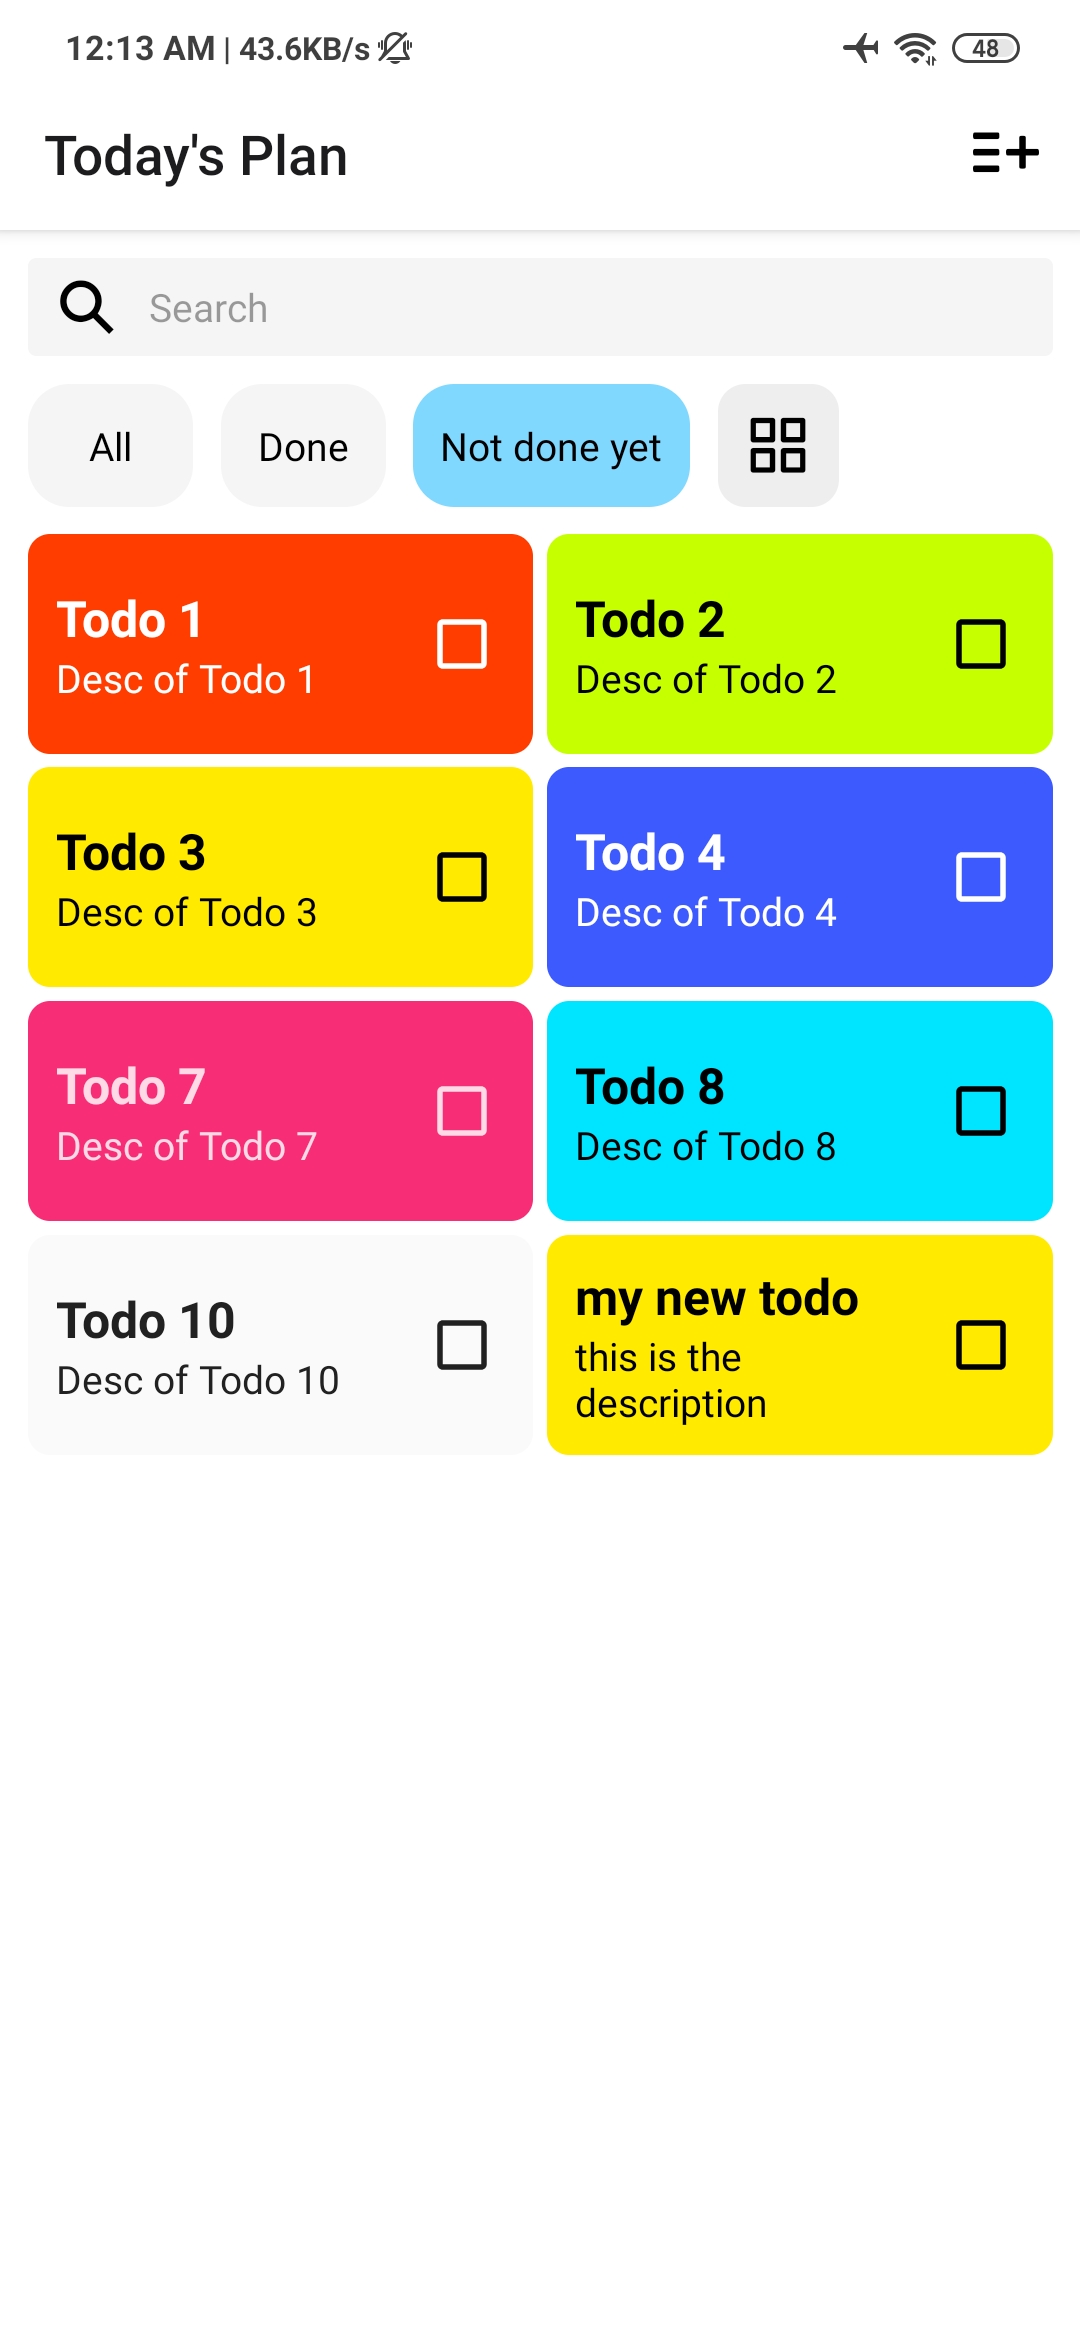 12:13 AM | 43.6KB/s 48
Today's Plan
Search
All Done Not done yet
Todo 1
Desc of Todo 1
Todo 2
Desc of Todo 2
Todo 3
Desc of Todo 3
Todo 4
Desc of Todo 4
Todo 7
Desc of Todo 7
Todo 8
Desc of Todo 8
Todo 10
Desc of Todo 10
my new todo
this is the
description